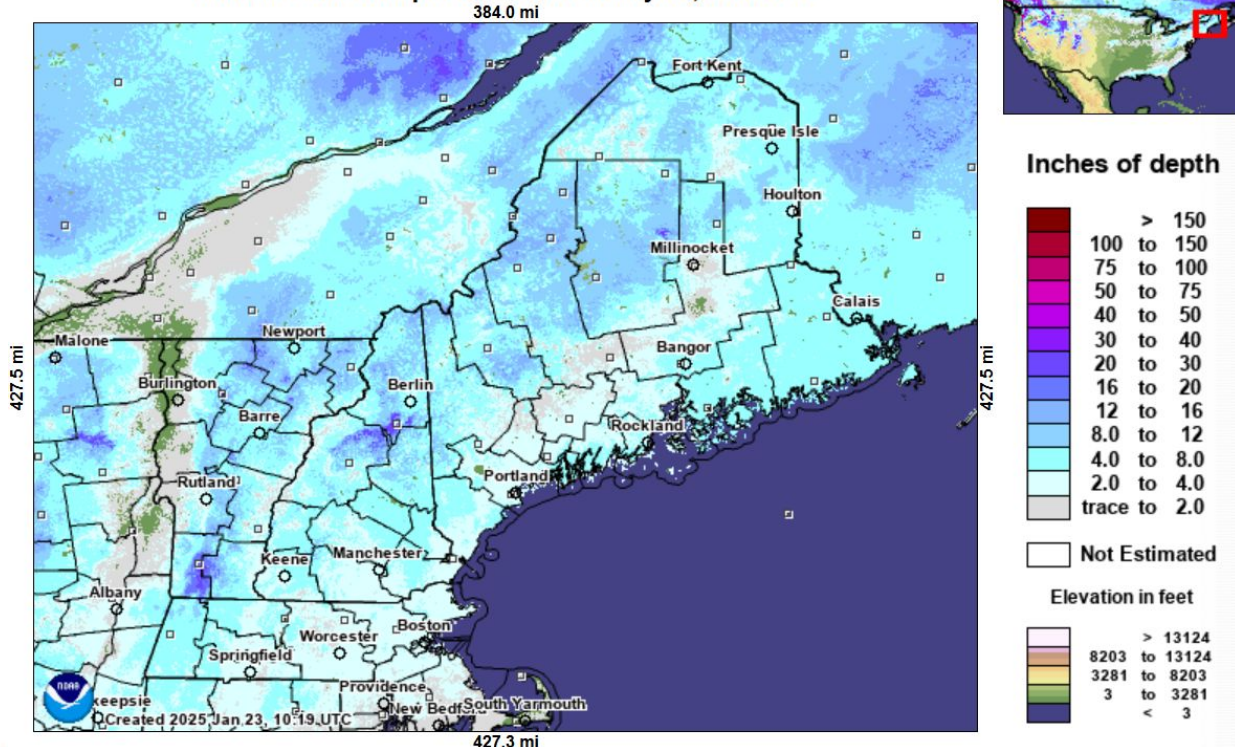 384.0 mi
Fort Kent
Presque Isle
Houlton
Millinocket
Calais
Malone
Newport
Bangor
Burlington
Berlin
Barre
Rockland
427.5 mi
427.5 mi
Portland
Rutland
Keene
Manchester
Albany
Boston
Worcester
Springfield
Providence
New Bedford
South Yarmouth
NOAA
keepsie
Created 2025 Jan 23, 10:19 UTC
427.3 mi
Inches of depth
> 150
100 to 150
75 to 100
50 to 75
40 to 50
30 to 40
20 to 30
16 to 20
12 to 16
8.0 to 12
4.0 to 8.0
2.0 to 4.0
trace to 2.0
Not Estimated
Elevation in feet
> 13124
8203 to 13124
3281 to 8203
3 to 3281
< 3